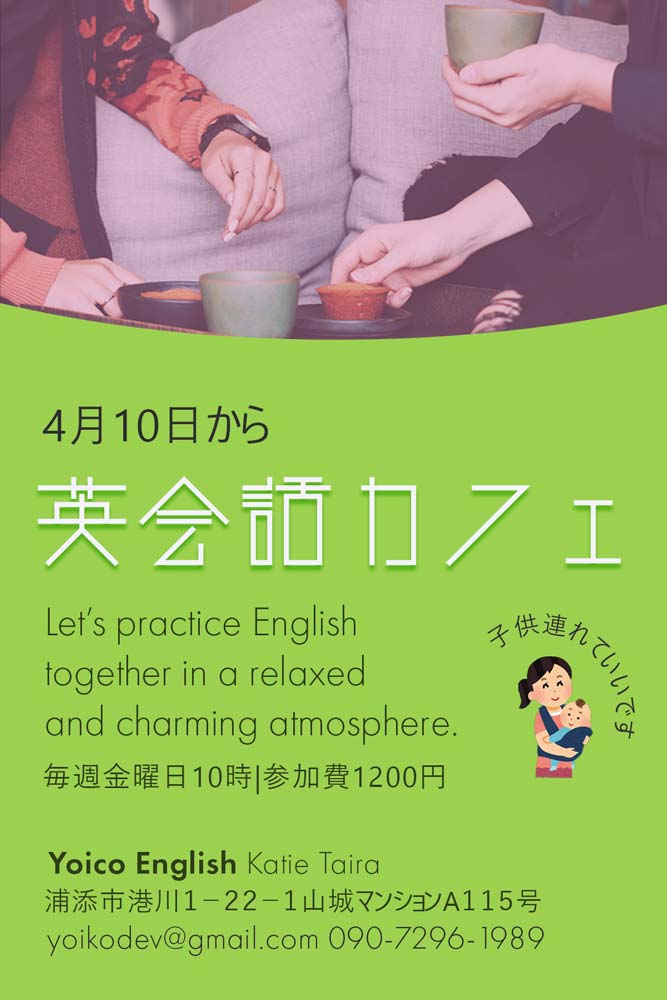 4月10日から
英会話カフェ
Let's practice English
together in a relaxed
and charming atmosphere.
子供連れていいです
毎週金曜日10時|参加費1200円
Yoico English Katie Taira
浦添市港川1−22−1山城マンションA115号
yoikodev@gmail.com 090-7296-1989